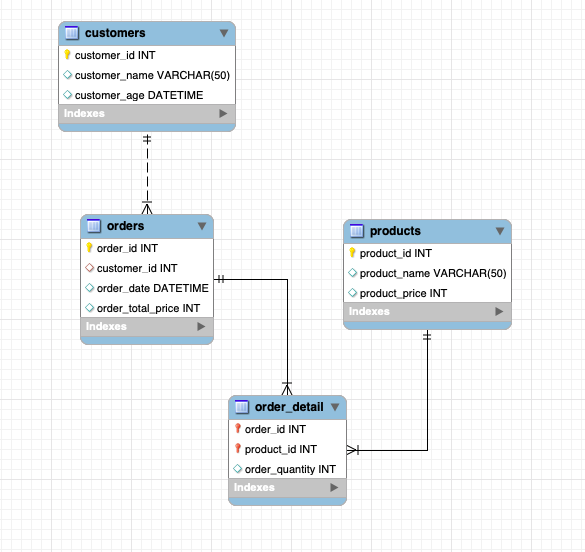 customers
customer_id INT
customer_name VARCHAR(50)
customer_age DATETIME
Indexes
orders
order_id INT
customer_id INT
order_date DATETIME
order_total_price INT
Indexes
products
product_id INT
product_name VARCHAR(50)
product_price INT
Indexes
order_detail
order_id INT
product_id INT
order_quantity INT
Indexes